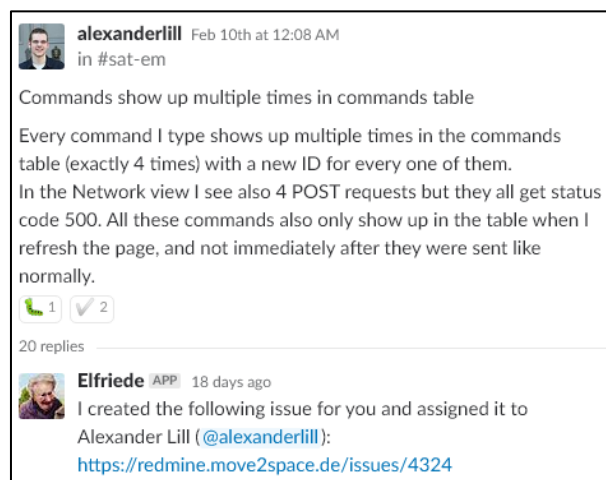 alexanderlill Feb 10th at 12:08 AM
in #sat-em
Commands show up multiple times in commands table
Every command I type shows up multiple times in the commands
table (exactly 4 times) with a new ID for every one of them.
In the Network view I see also 4 POST requests but they all get status
code 500. All these commands also only show up in the table when I
refresh the page, and not immediately after they were sent like
normally.
1 2
20 replies
Elfriede APP 18 days ago
I created the following issue for you and assigned it to
Alexander Lill (@alexanderlill):
https://redmine.move2space.de/issues/4324